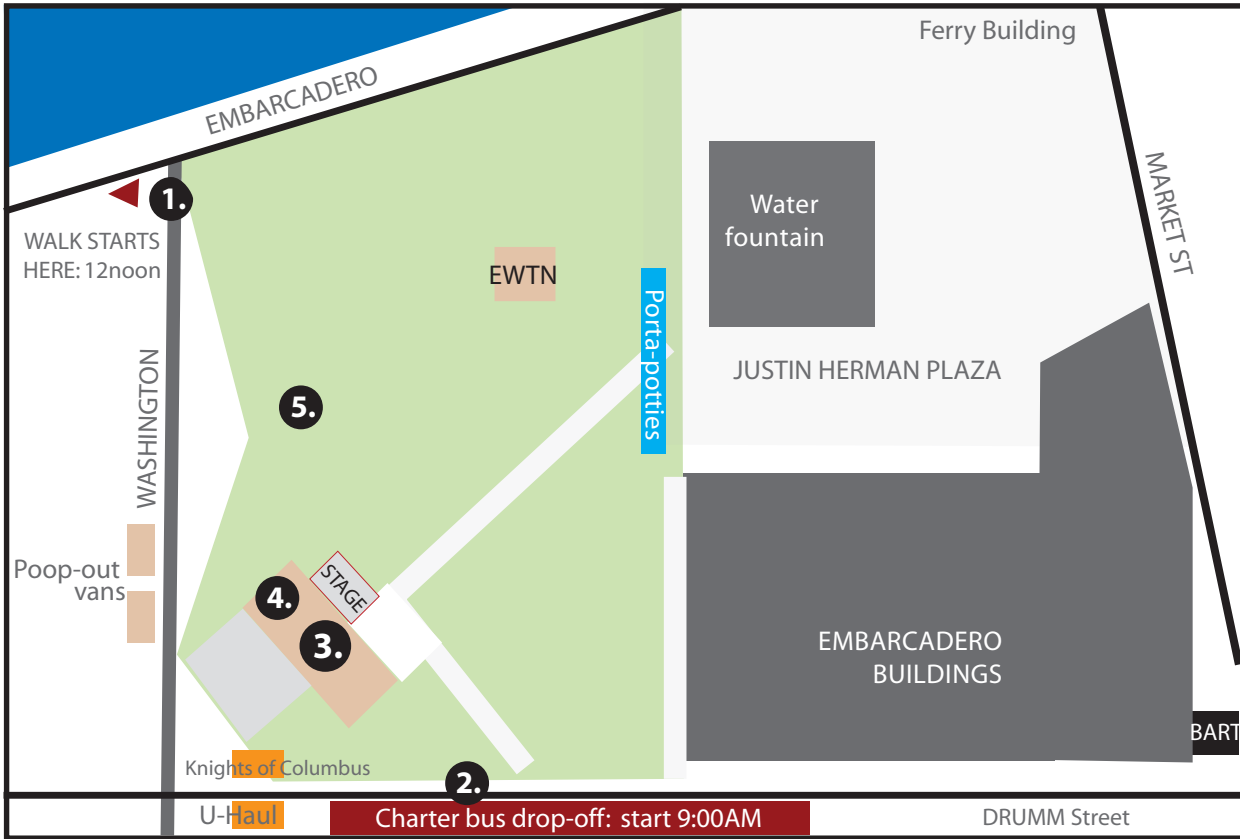 Ferry Building
EMBARCADERO
MARKET ST
1.
WALK STARTS
HERE: 12noon
Water
fountain
EWTN
Porta-potties
JUSTIN HERMAN PLAZA
WASHINGTON
5.
Poop-out
vans
STAGE
4.
3.
EMBARCADERO
BUILDINGS
BART
Knights of Columbus
2.
U-Haul
Charter bus drop-off: start 9:00AM
DRUMM Street